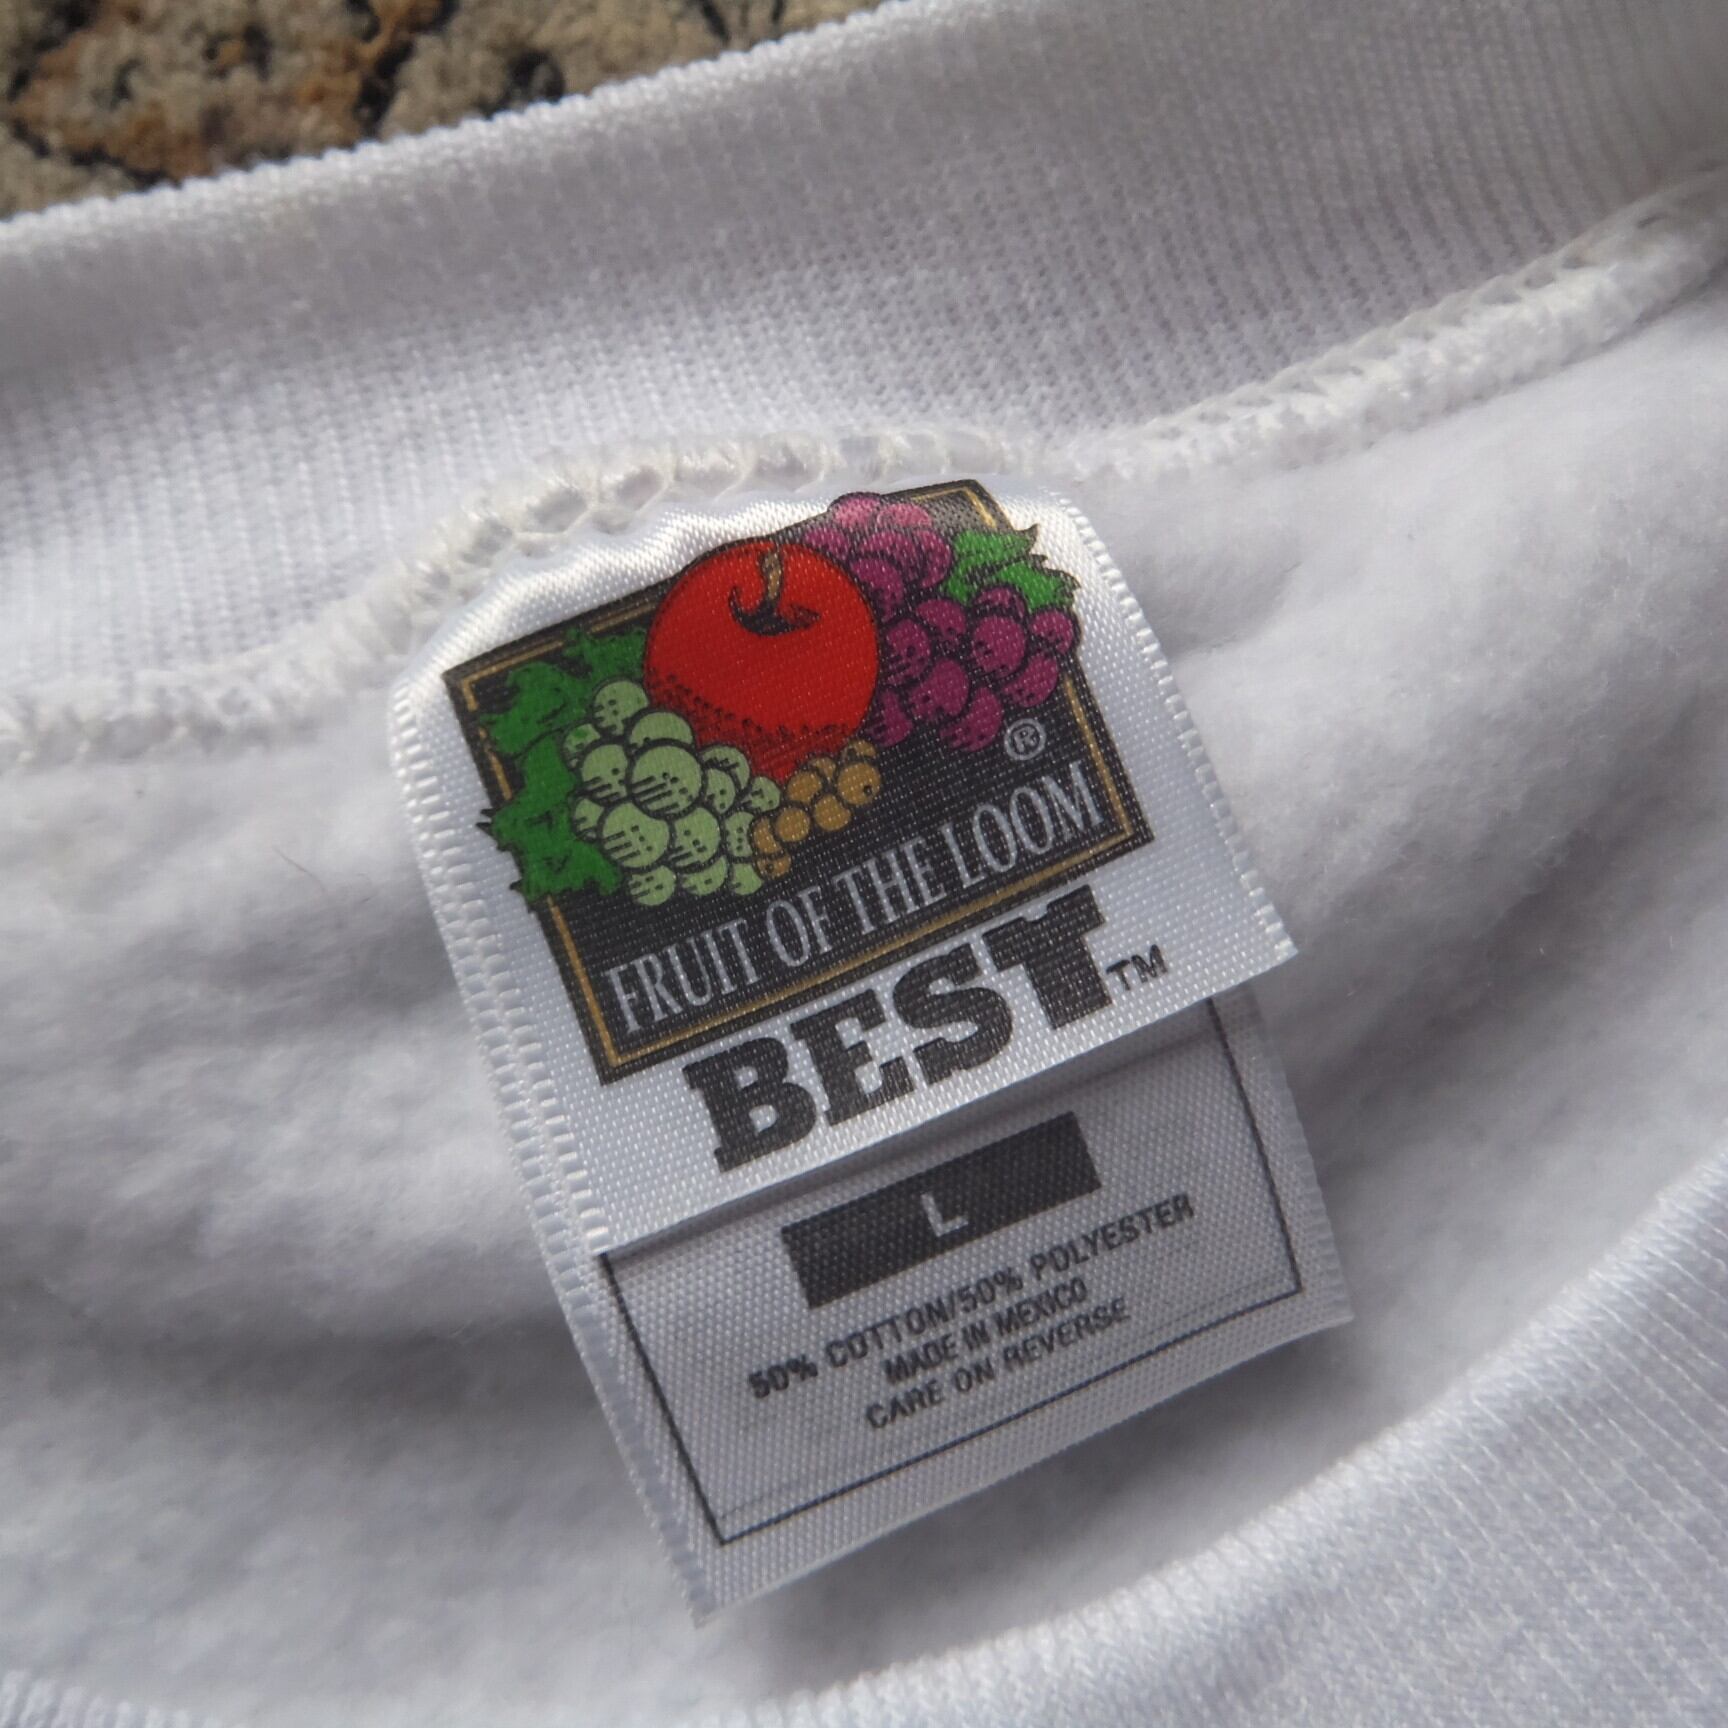 ®
FRUIT OF THE LOOM
BEST™
L
50% COTTON/50% POLYESTER
MADE IN MEXICO
CARE ON REVERSE